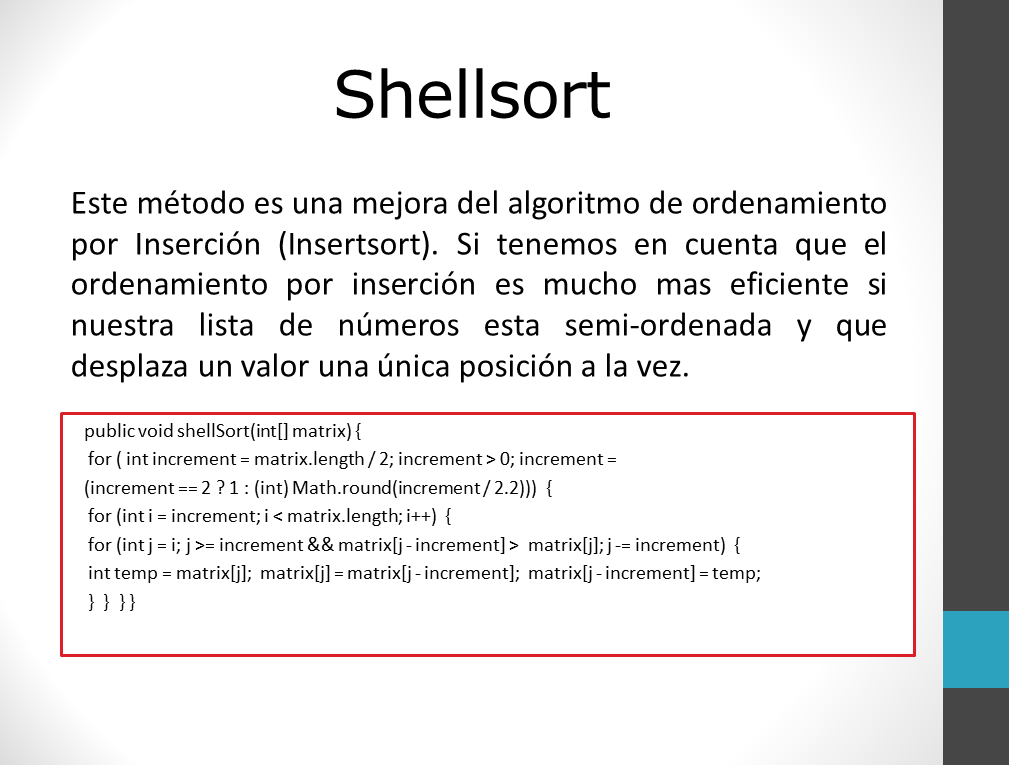 Shellsort
Este método es una mejora del algoritmo de ordenamiento
por Inserción (Insertsort). Si tenemos en cuenta que el
ordenamiento por inserción es mucho mas eficiente si
nuestra lista de números esta semi-ordenada y que
desplaza un valor una única posición a la vez.
public void shellSort(int[] matrix) {
for ( int increment = matrix.length / 2; increment > 0; increment =
(increment == 2 ? 1 : (int) Math.round(increment / 2.2))) {
for (int i = increment; i < matrix.length; i++) {
for (int j = i; j >= increment && matrix[j - increment] > matrix[j]; j -= increment) {
int temp = matrix[j]; matrix[j] = matrix[j - increment]; matrix[j - increment] = temp;
} } } }